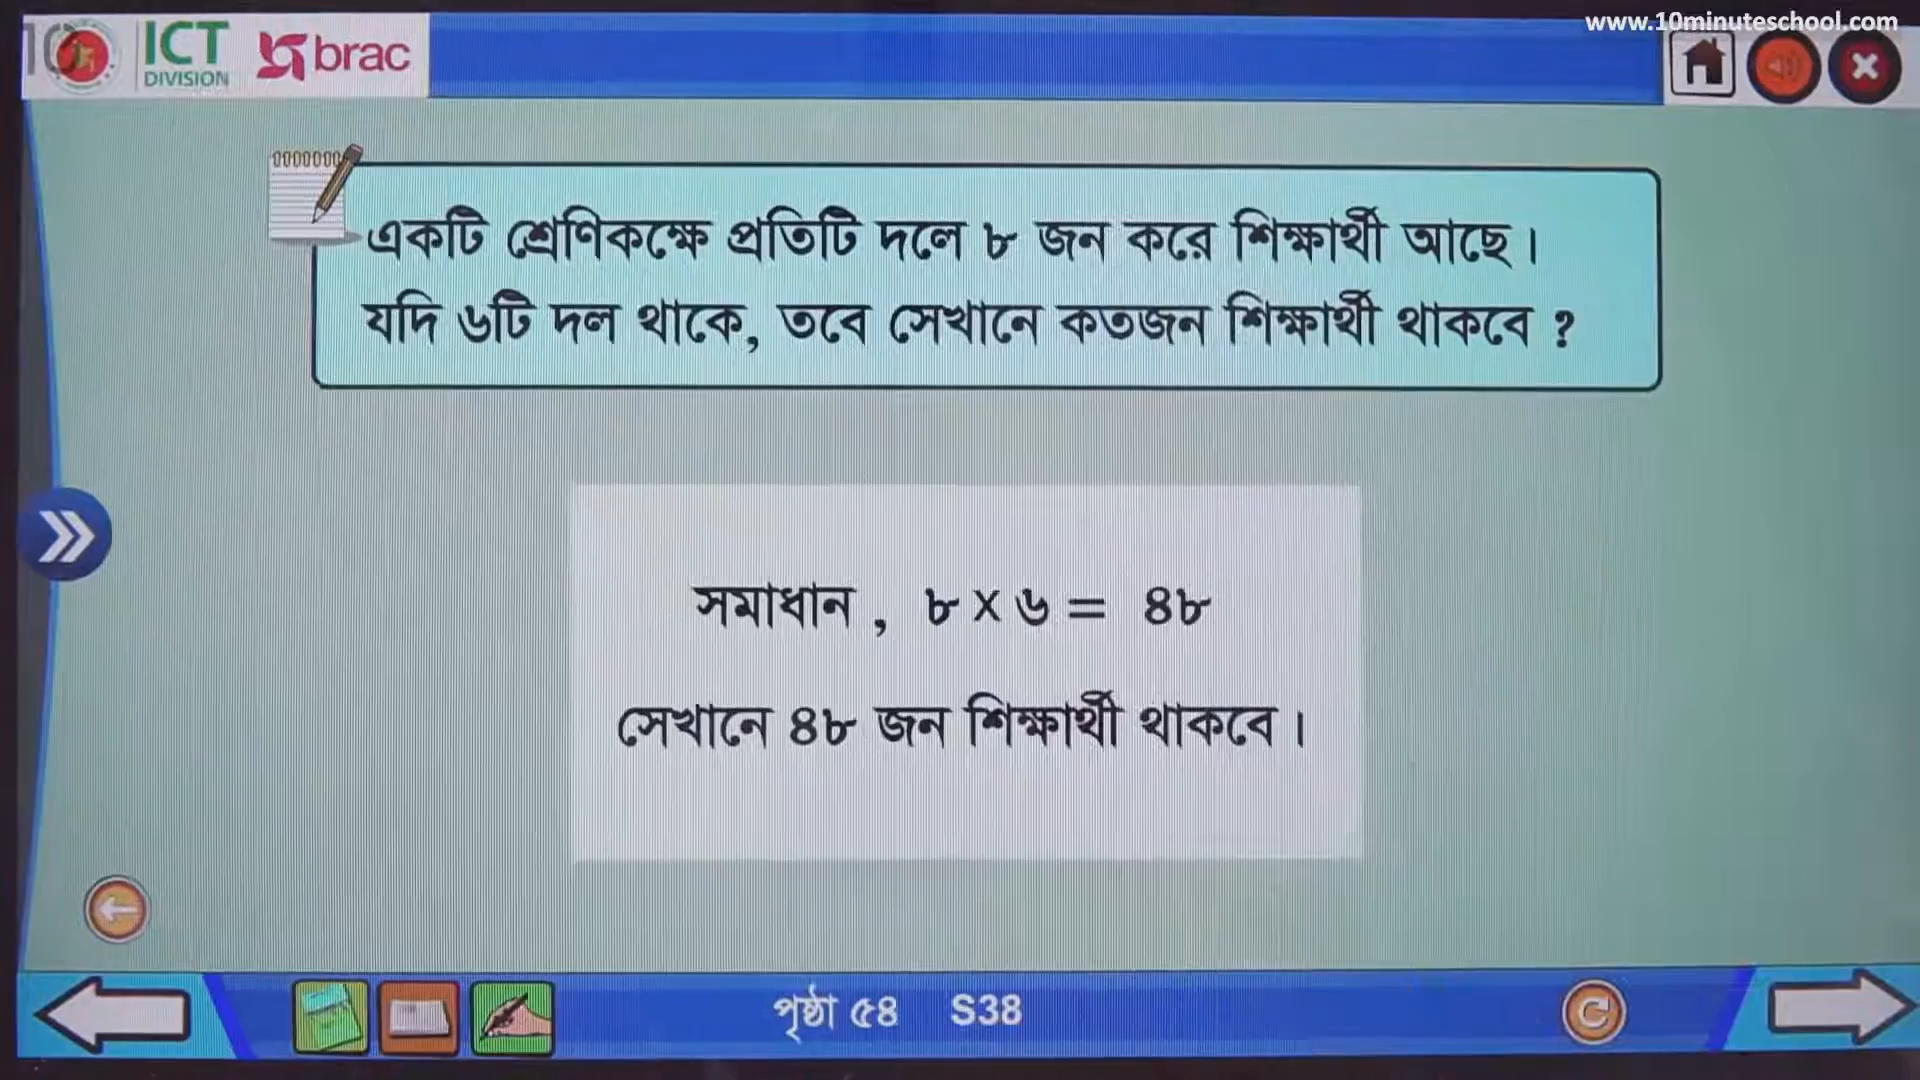 www.10minuteschool.com
10
ICT
DIVISION
brac
একটি শ্রেণিকক্ষে প্রতিটি দলে ৮ জন করে শিক্ষার্থী আছে।
যদি ৬টি দল থাকে, তবে সেখানে কতজন শিক্ষার্থী থাকবে ?
সমাধান , ৮ x ৬ = ৪৮
সেখানে ৪৮ জন শিক্ষার্থী থাকবে।
পৃষ্ঠা ৫৪ S38